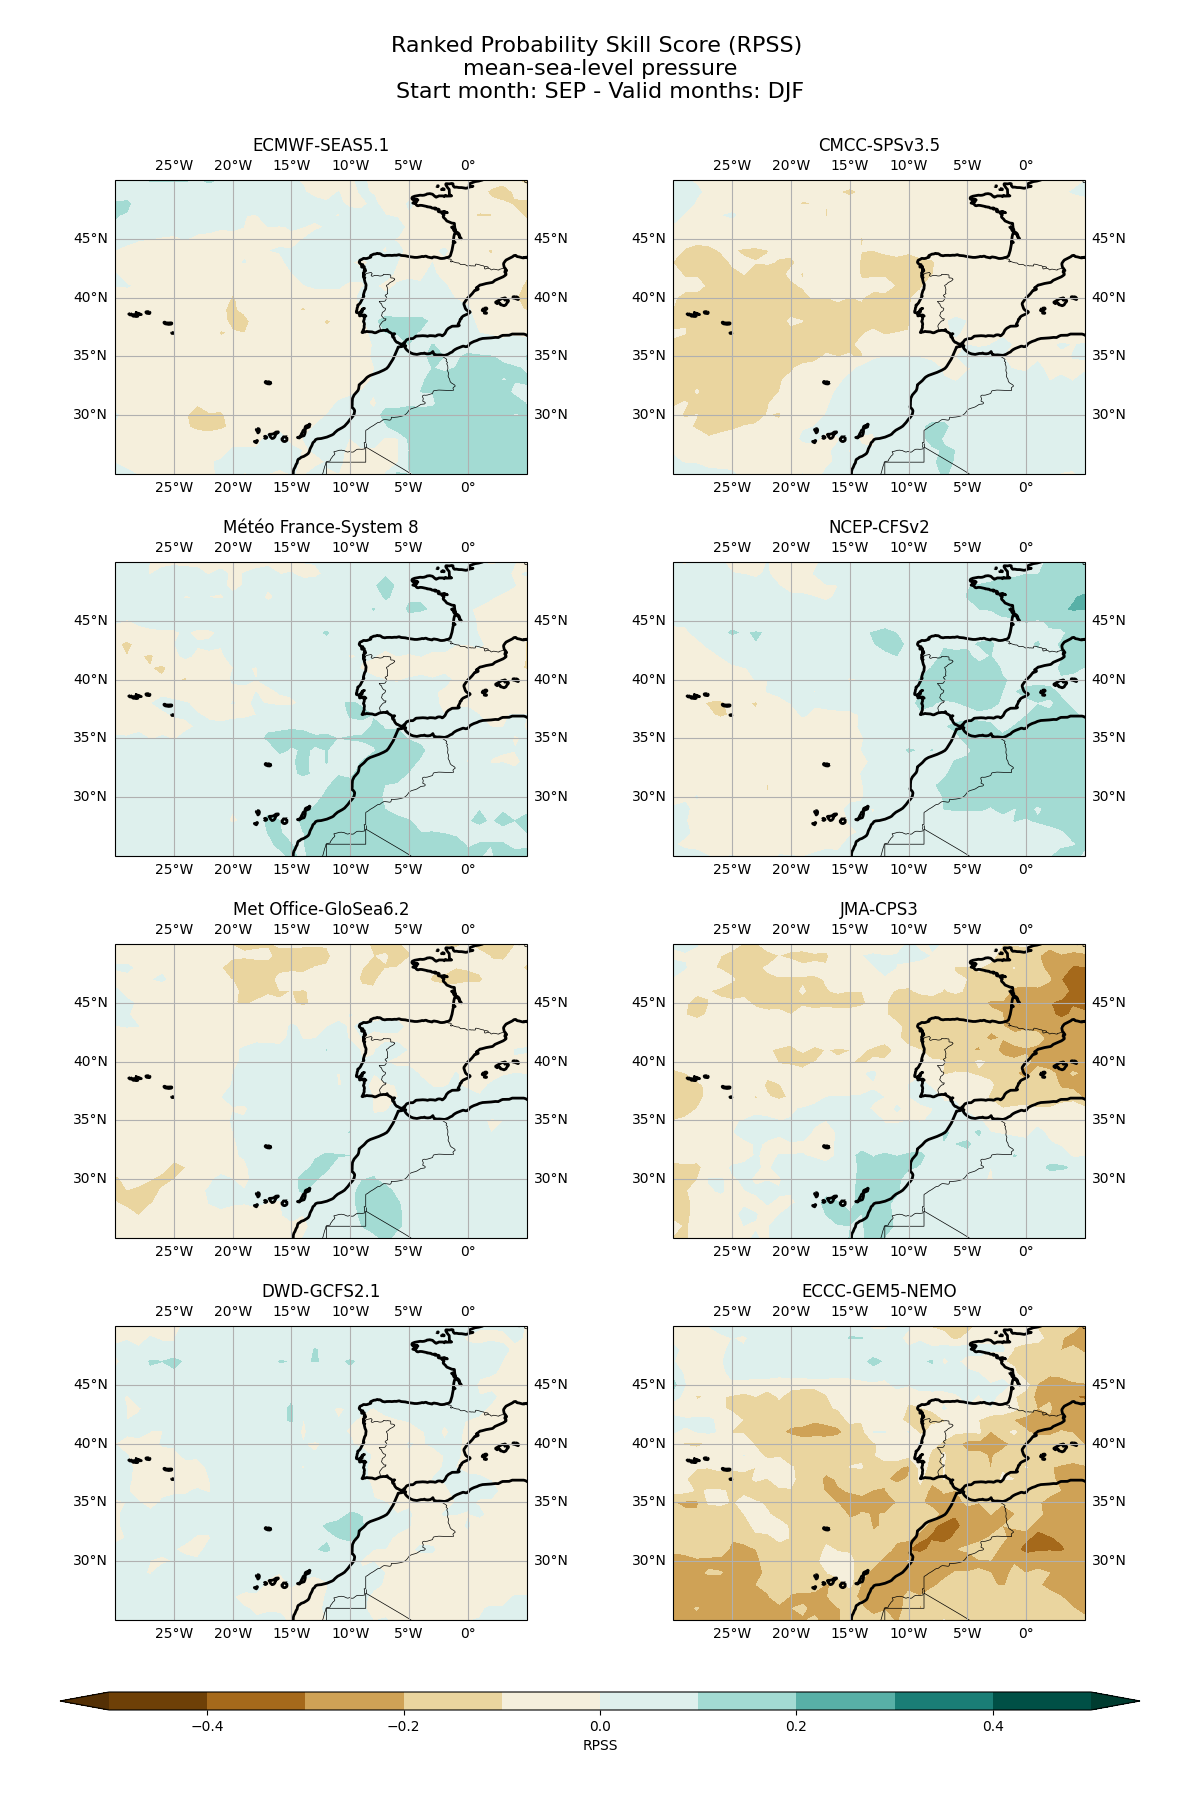 Ranked Probability Skill Score (RPSS)
mean-sea-level pressure
Start month: SEP - Valid months: DJF
ECMWF-SEAS5.1
25°W 20°W 15°W 10°W 5°W 0°
45°N 45°N
40°N 40°N
35°N 35°N
30°N 30°N
25°W 20°W 15°W 10°W 5°W 0°
CMCC-SPSv3.5
25°W 20°W 15°W 10°W 5°W 0°
45°N 45°N
40°N 40°N
35°N 35°N
30°N 30°N
25°W 20°W 15°W 10°W 5°W 0°
Météo France-System 8
25°W 20°W 15°W 10°W 5°W 0°
45°N 45°N
40°N 40°N
35°N 35°N
30°N 30°N
25°W 20°W 15°W 10°W 5°W 0°
NCEP-CFSv2
25°W 20°W 15°W 10°W 5°W 0°
45°N 45°N
40°N 40°N
35°N 35°N
30°N 30°N
25°W 20°W 15°W 10°W 5°W 0°
Met Office-GloSea6.2
25°W 20°W 15°W 10°W 5°W 0°
45°N 45°N
40°N 40°N
35°N 35°N
30°N 30°N
25°W 20°W 15°W 10°W 5°W 0°
JMA-CPS3
25°W 20°W 15°W 10°W 5°W 0°
45°N 45°N
40°N 40°N
35°N 35°N
30°N 30°N
25°W 20°W 15°W 10°W 5°W 0°
DWD-GCFS2.1
25°W 20°W 15°W 10°W 5°W 0°
45°N 45°N
40°N 40°N
35°N 35°N
30°N 30°N
25°W 20°W 15°W 10°W 5°W 0°
ECCC-GEM5-NEMO
25°W 20°W 15°W 10°W 5°W 0°
45°N 45°N
40°N 40°N
35°N 35°N
30°N 30°N
25°W 20°W 15°W 10°W 5°W 0°
−0.4 −0.2 0.0 0.2 0.4
RPSS